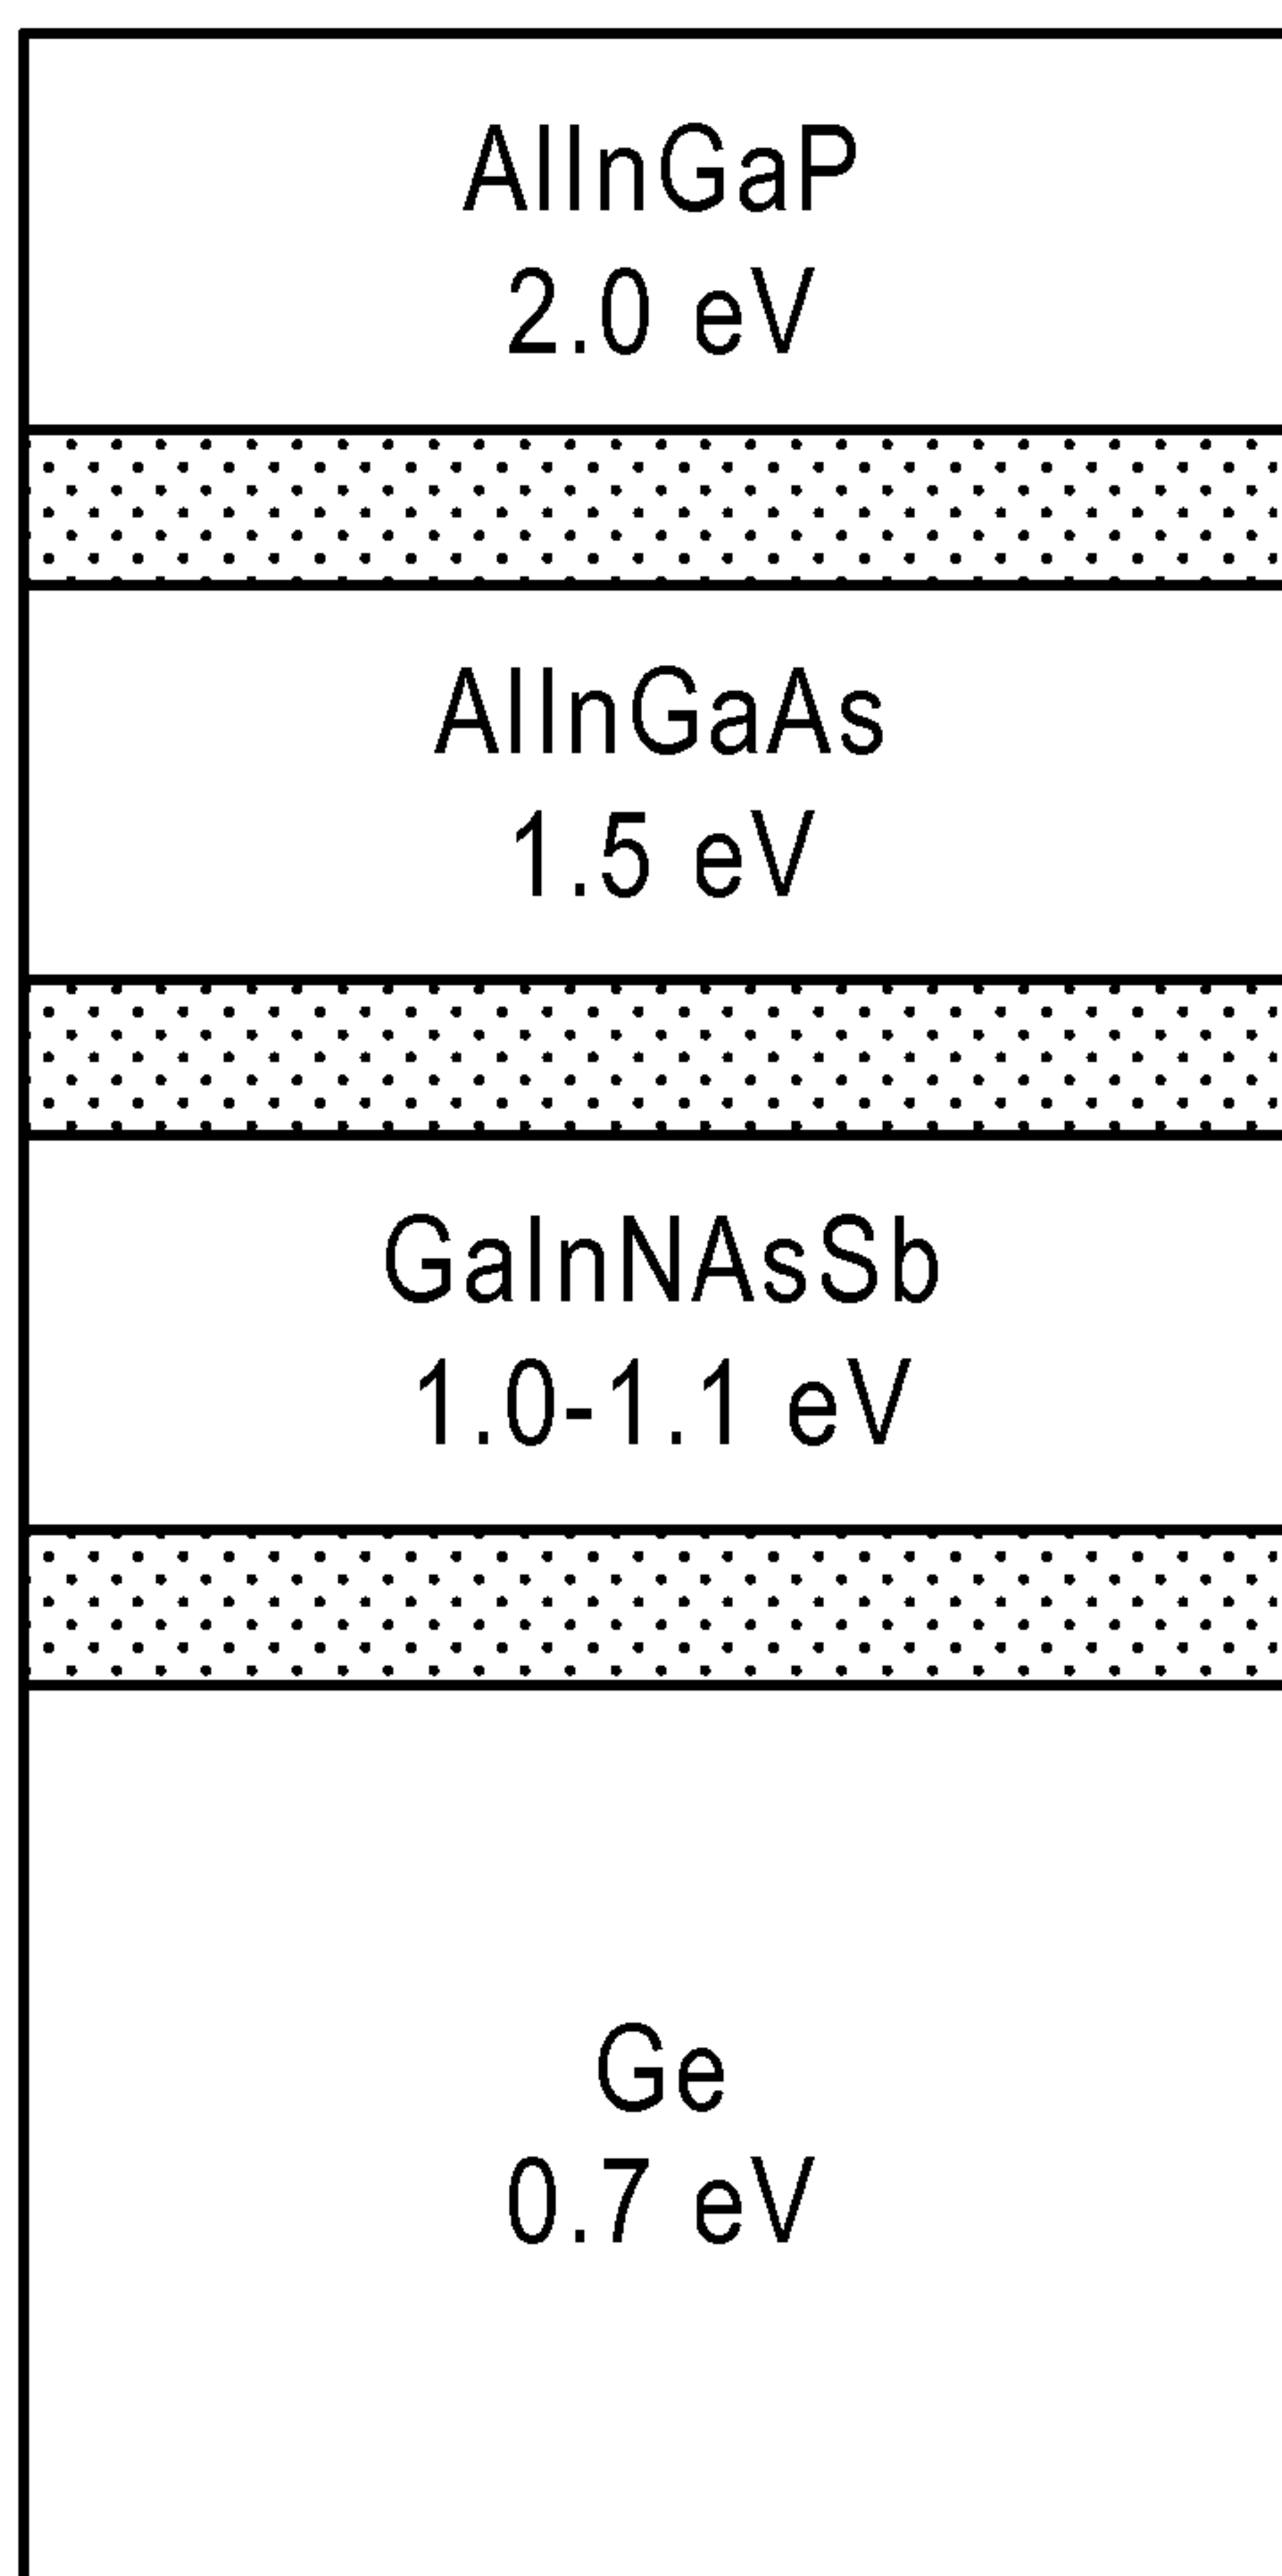 AlInGaP
2.0 eV
AlInGaAs
1.5 eV
GaInNAsSb
1.0-1.1 eV
Ge
0.7 eV